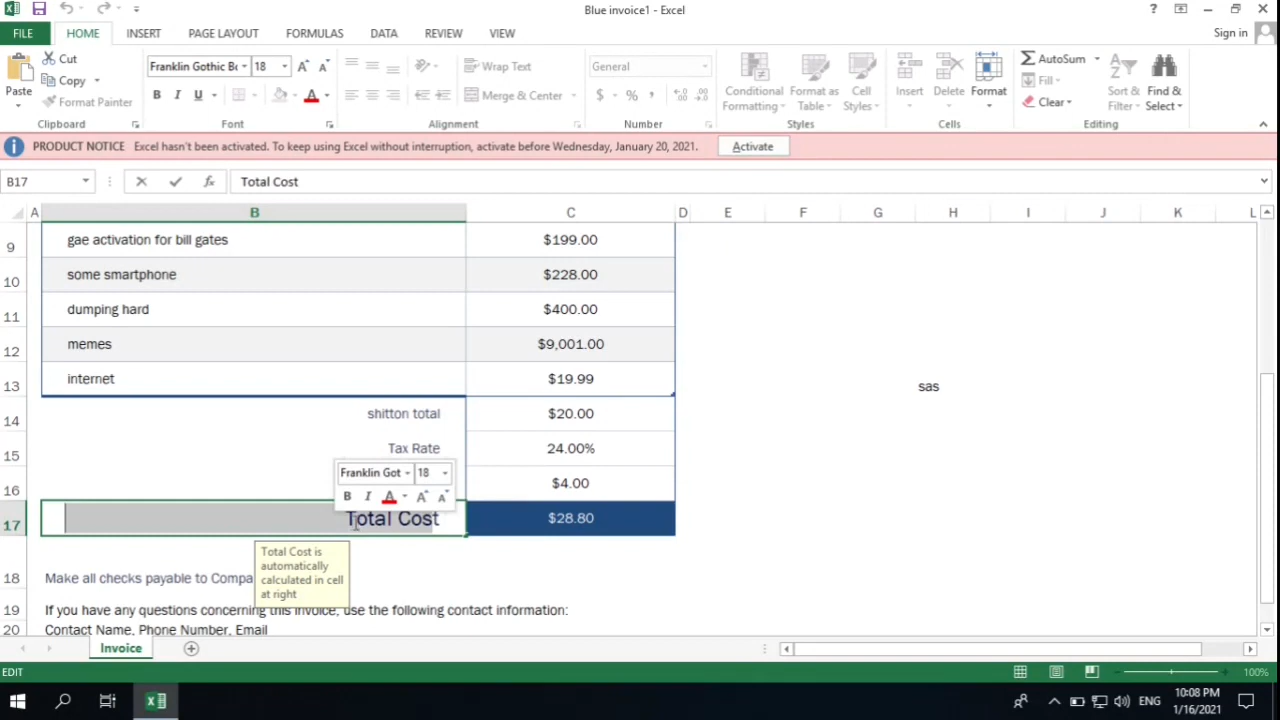 Blue invoice1 - Excel
?
Sign in
FILE
HOME
INSERT
PAGE LAYOUT
FORMULAS
DATA
REVIEW
VIEW
Paste
Cut
Copy
Format Painter
Clipboard
Franklin Gothic B
18
B I U
Font
Wrap Text
Merge & Center
Alignment
General
$ % ,
Number
Conditional Formatting
Format as Table
Cell Styles
Styles
Insert
Delete
Format
Cells
AutoSum
Fill
Clear
Sort & Filter
Find & Select
Editing
PRODUCT NOTICE Excel hasn't been activated. To keep using Excel without interruption, activate before Wednesday, January 20, 2021.
Activate
B17
fx
Total Cost
A B C D E F G H I J K L
9 gae activation for bill gates $199.00
10 some smartphone $228.00
11 dumping hard $400.00
12 memes $9,001.00
13 internet $19.99
sas
14 shitton total $20.00
15 Tax Rate 24.00%
16 $4.00
Franklin Got 18
B I A
17 Total Cost $28.80
Total Cost is
automatically
calculated in cell
at right
18 Make all checks payable to Compa
19 If you have any questions concerning this invoice, use the following contact information:
20 Contact Name, Phone Number, Email
Invoice
EDIT
100%
ENG
10:08 PM
1/16/2021